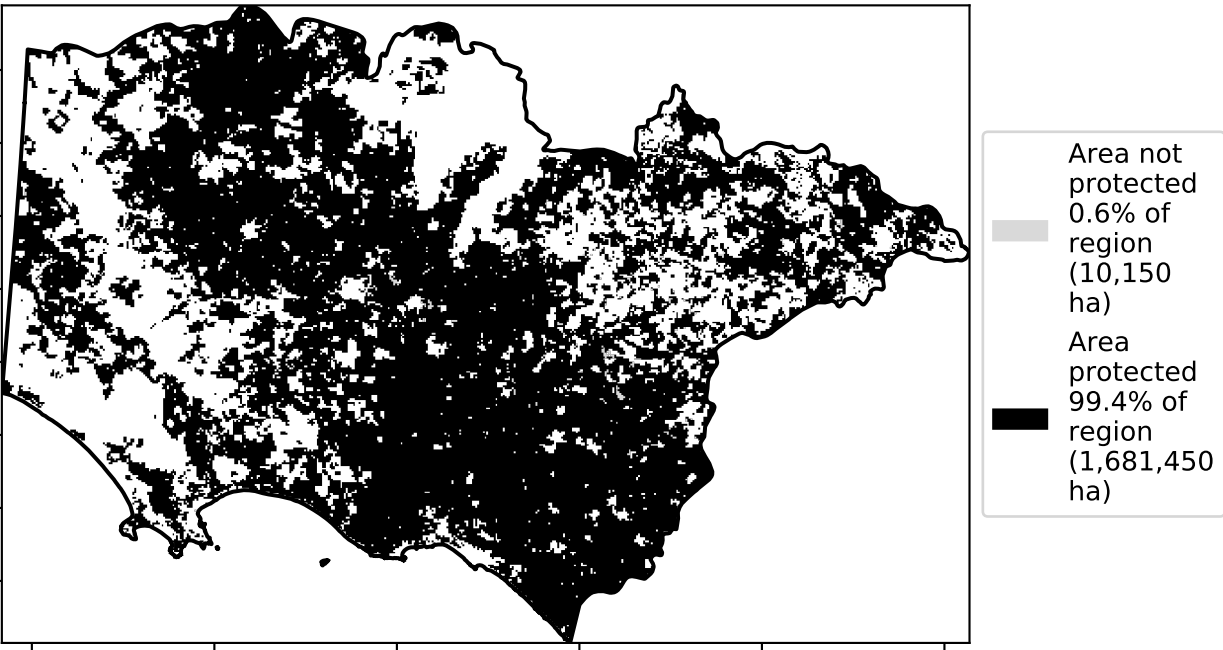 Area not
protected
0.6% of
region
(10,150
ha)
Area
protected
99.4% of
region
(1,681,450
ha)